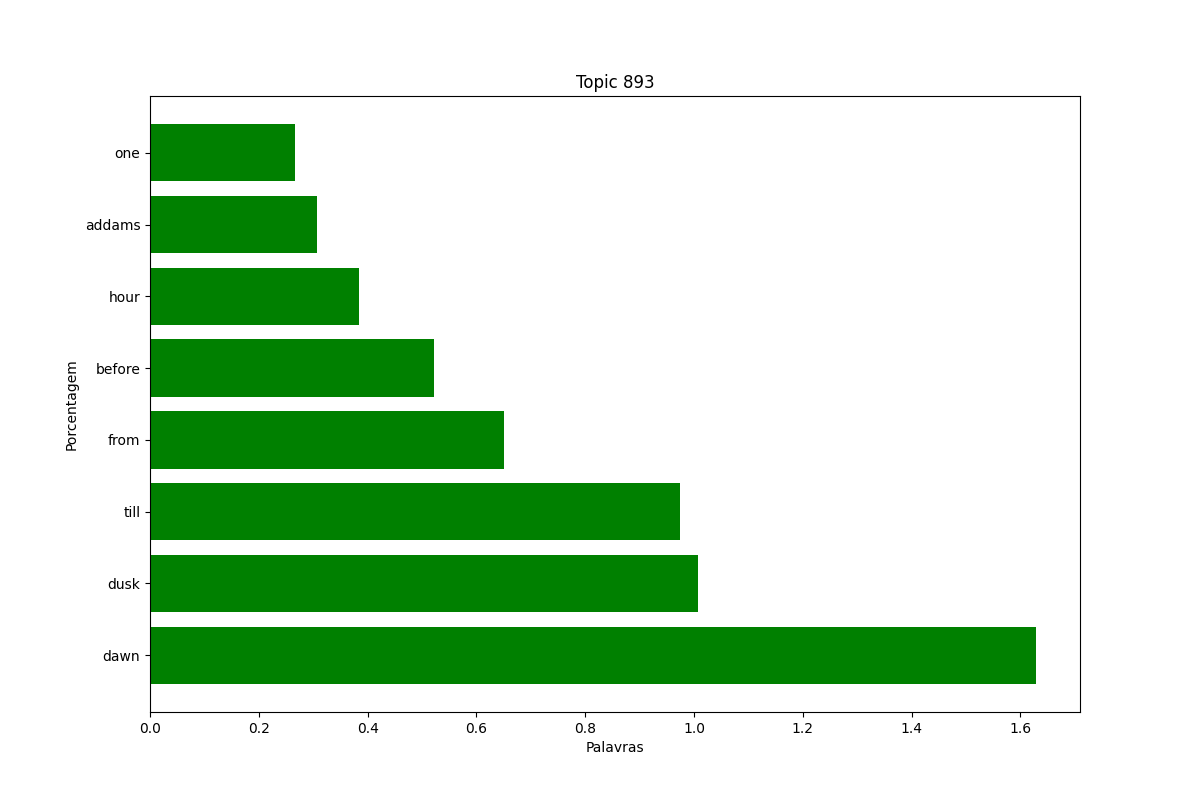 Topic 893
one
addams
hour
before
from
till
dusk
dawn
Porcentagem
0.0 0.2 0.4 0.6 0.8 1.0 1.2 1.4 1.6
Palavras